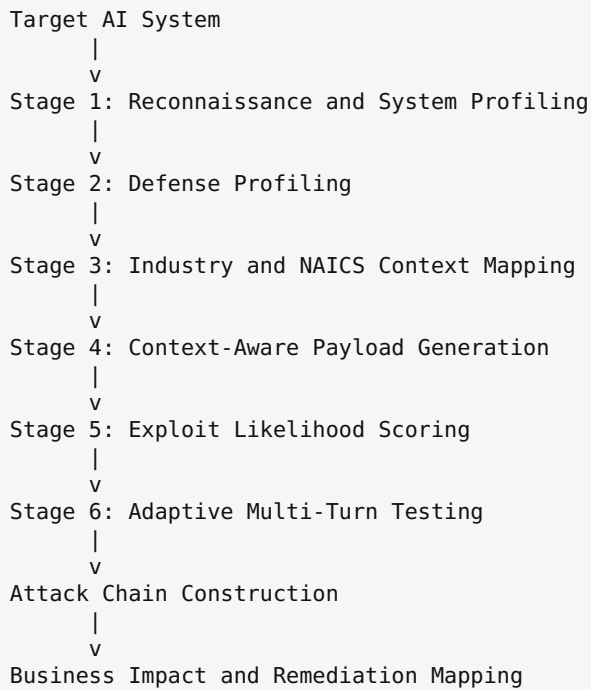 Target AI System
|
v
Stage 1: Reconnaissance and System Profiling
|
v
Stage 2: Defense Profiling
|
v
Stage 3: Industry and NAICS Context Mapping
|
v
Stage 4: Context-Aware Payload Generation
|
v
Stage 5: Exploit Likelihood Scoring
|
v
Stage 6: Adaptive Multi-Turn Testing
|
v
Attack Chain Construction
|
v
Business Impact and Remediation Mapping